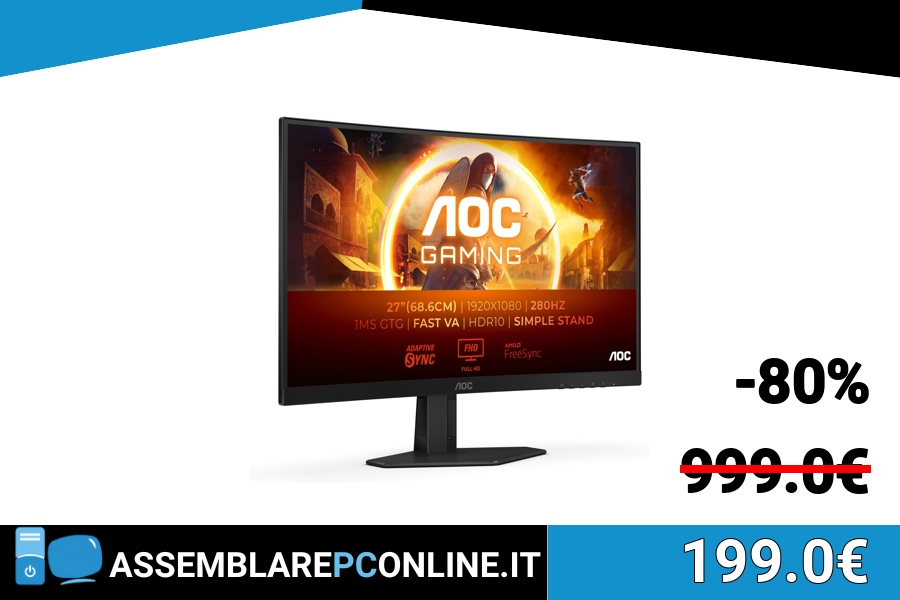 AOC
GAMING
27"(68.6CM) | 1920X1080 | 280HZ
1MS GTG | FAST VA | HDR10 | SIMPLE STAND
ADAPTIVE
SYNC
FHD
FULL HD
AMD
FreeSync
AOC
AOC
-80%
999.0€
ASSEMBLAREPCONLINE.IT
199.0€